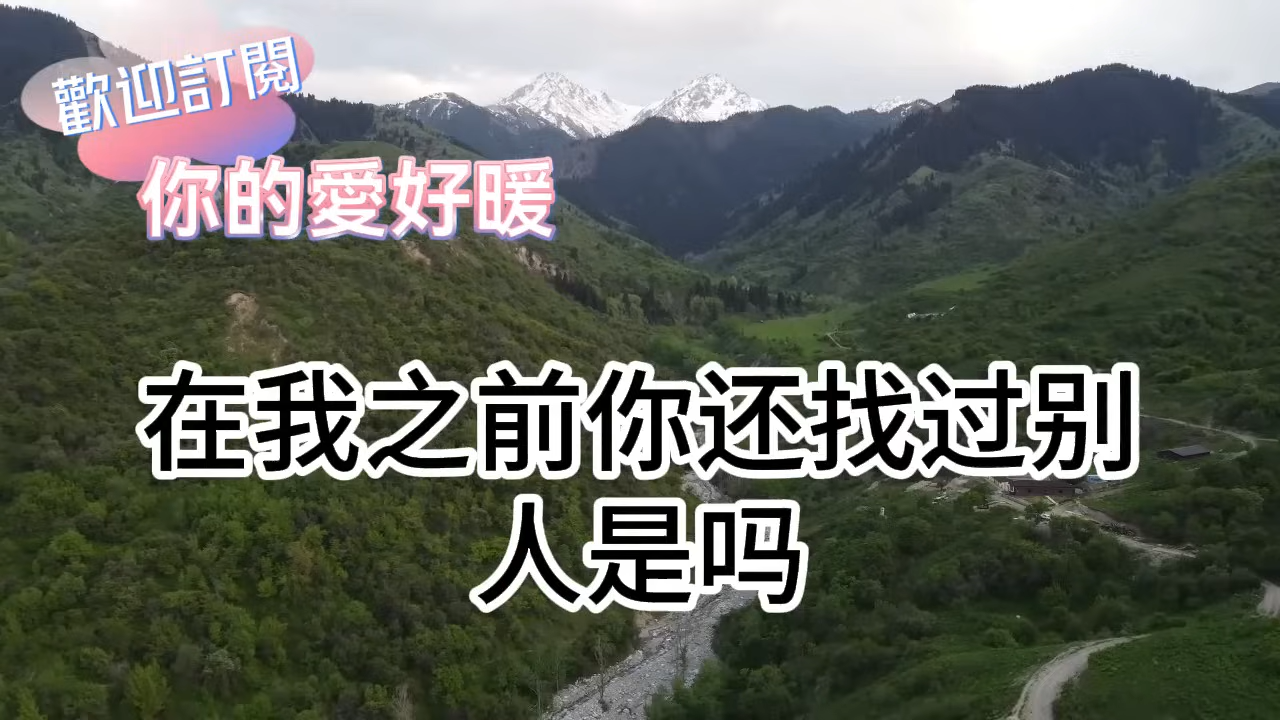 歡迎訂閱
你的愛好暖
在我之前你还找过别
人是吗